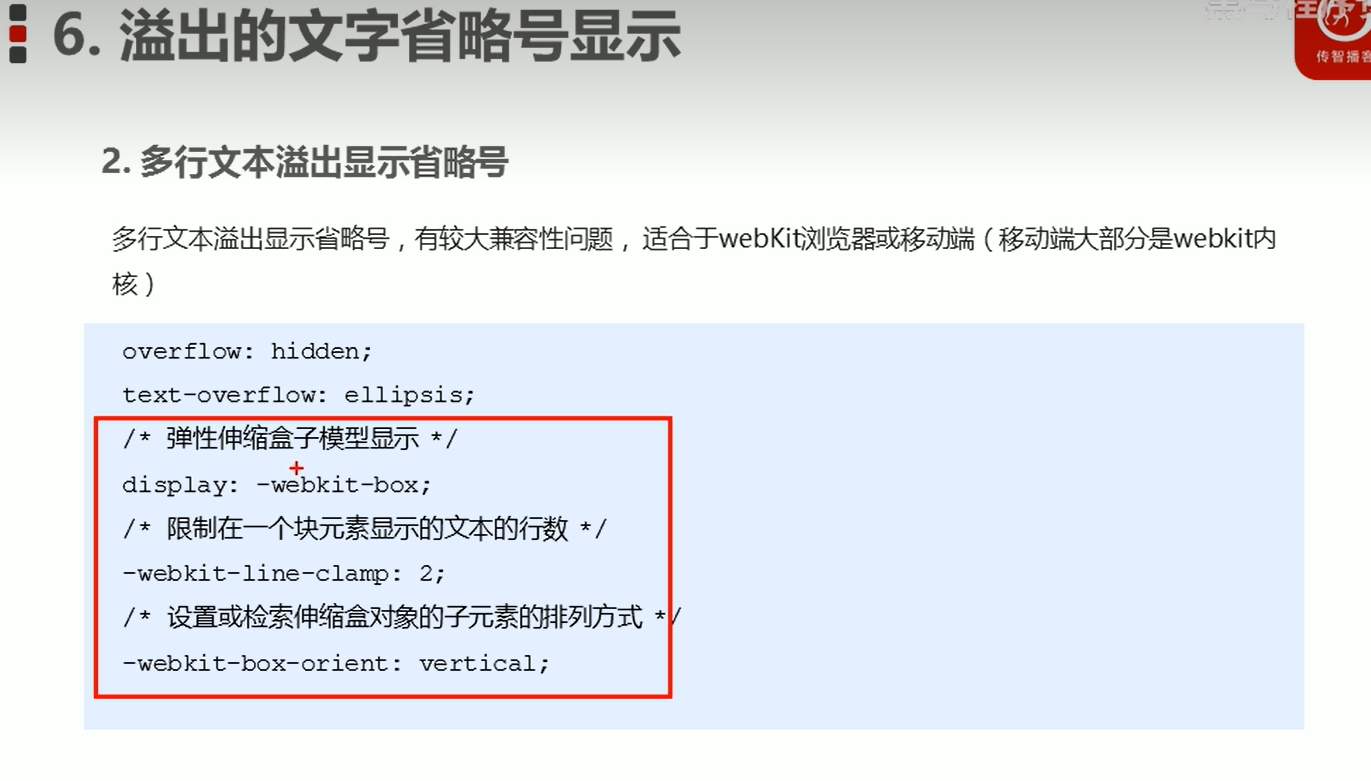 6. 溢出的文字省略号显示
传智播客
2. 多行文本溢出显示省略号
多行文本溢出显示省略号，有较大兼容性问题， 适合于webKit浏览器或移动端（移动端大部分是webkit内
核）
overflow: hidden;
text-overflow: ellipsis;
/* 弹性伸缩盒子模型显示 */
display: -webkit-box;
/* 限制在一个块元素显示的文本的行数 */
-webkit-line-clamp: 2;
/* 设置或检索伸缩盒对象的子元素的排列方式 */
-webkit-box-orient: vertical;